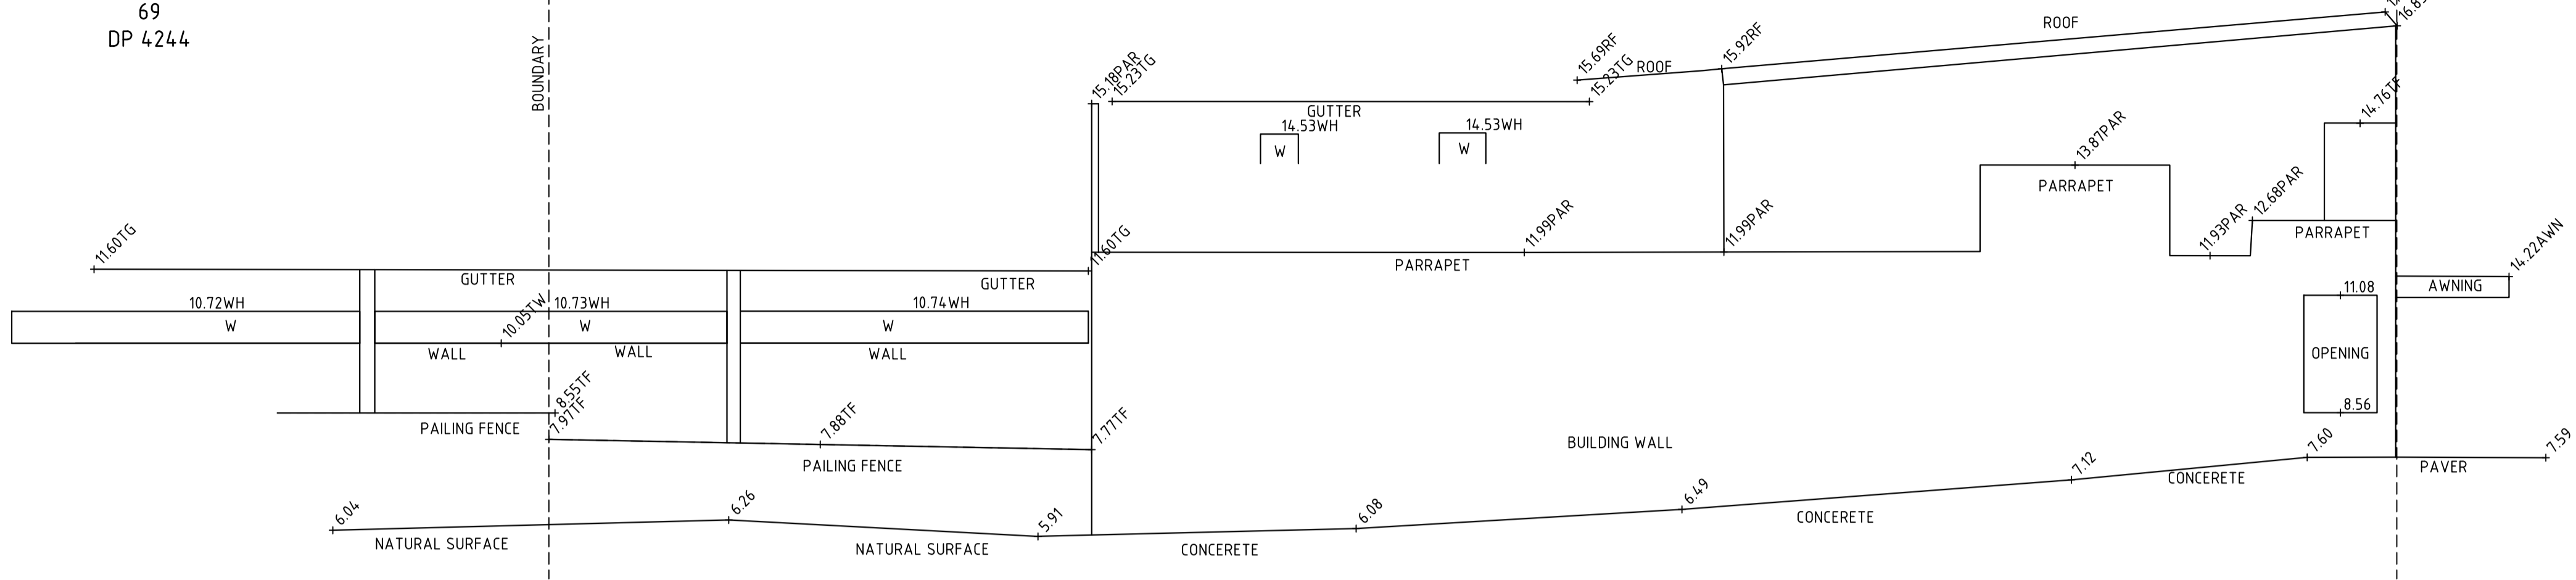 69
DP 4244
BOUNDARY
ROOF
15.92RF
15.69RF
ROOF
15.18PAR
15.23TG
15.23TG
GUTTER
14.53WH
14.53WH
W
W
14.76TF
13.87PAR
PARRAPET
12.68PAR
11.99PAR
11.99PAR
11.93PAR
PARRAPET
PARRAPET
14.22AWN
AWNING
11.60TG
11.60TG
GUTTER
GUTTER
10.72WH
10.73WH
10.74WH
10.05TW
W
W
W
WALL
WALL
WALL
11.08
OPENING
8.56
8.55TF
7.97TF
PAILING FENCE
7.88TF
7.77TF
PAILING FENCE
BUILDING WALL
7.60
7.59
PAVER
7.12
CONCERETE
6.49
CONCERETE
6.04
6.26
5.91
6.08
NATURAL SURFACE
NATURAL SURFACE
CONCERETE